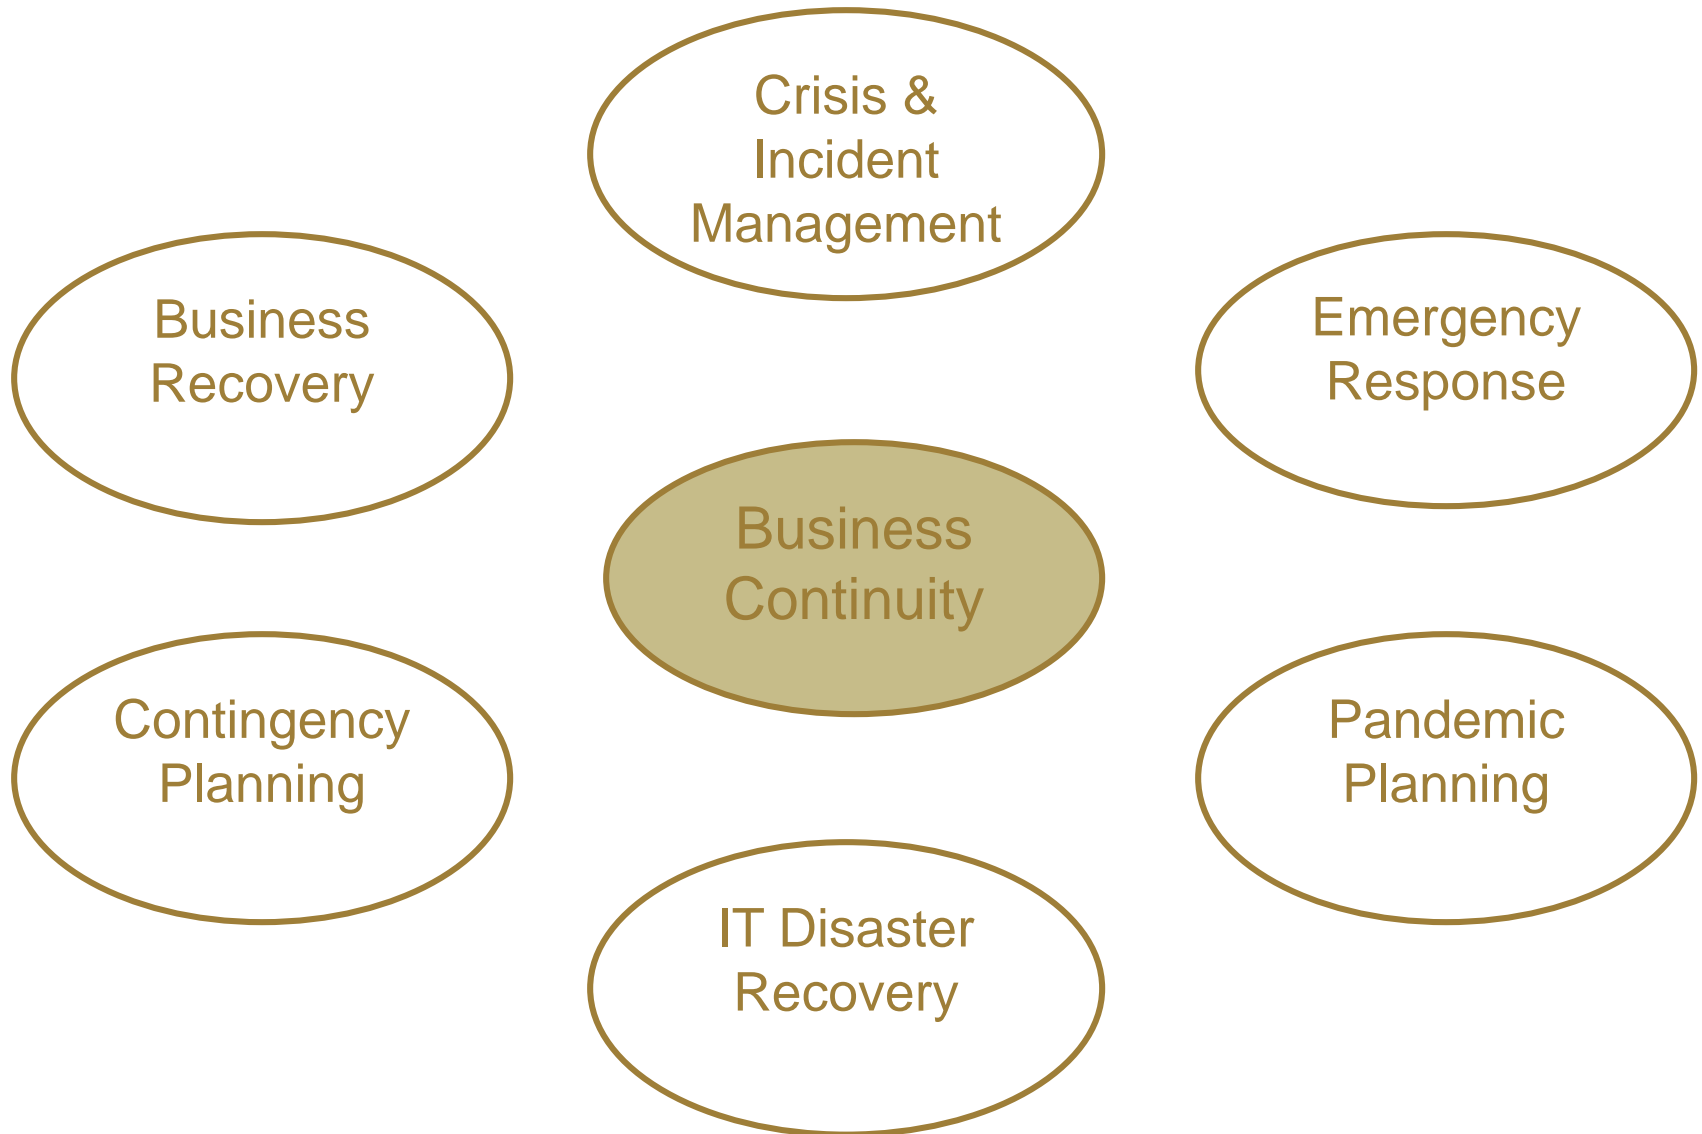 Crisis &
Incident
Management
Business
Recovery
Emergency
Response
Business
Continuity
Contingency
Planning
Pandemic
Planning
IT Disaster
Recovery